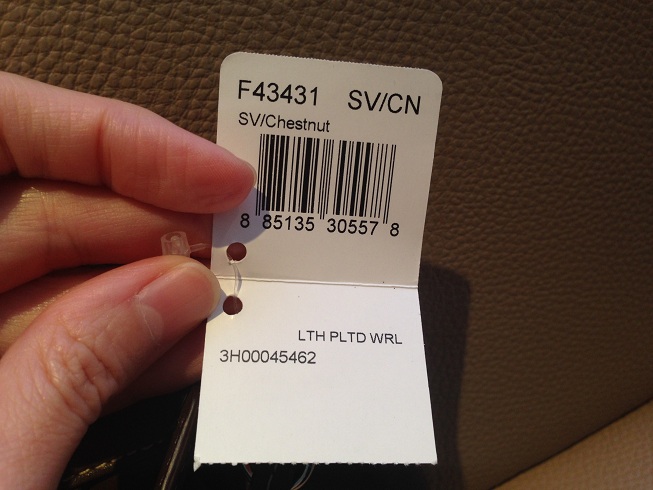 F43431 SV/CN
SV/Chestnut
8 85135 30557 8
LTH PLTD WRL
3H00045462